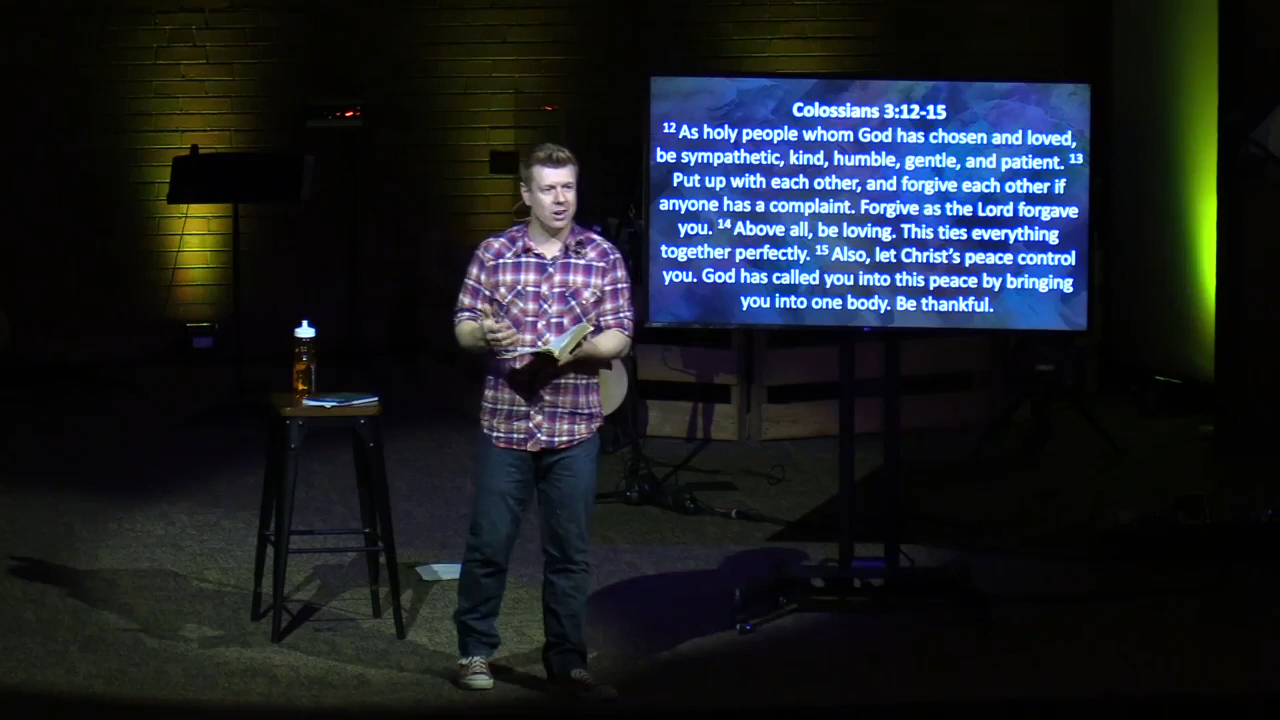 Colossians 3:12-15
12 As holy people whom God has chosen and loved,
be sympathetic, kind, humble, gentle, and patient. 13
Put up with each other, and forgive each other if
anyone has a complaint. Forgive as the Lord forgave
you. 14 Above all, be loving. This ties everything
together perfectly. 15 Also, let Christ's peace control
you. God has called you into this peace by bringing
you into one body. Be thankful.